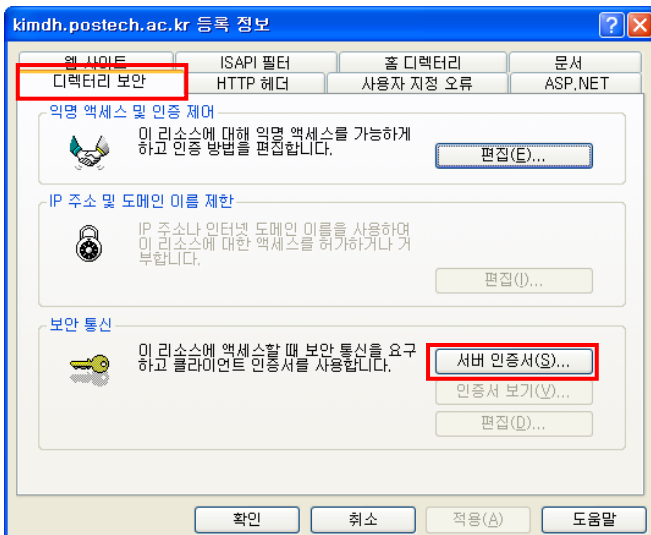 kimdh.postech.ac.kr 등록 정보
웹 사이트 ISAPI 필터 홈 디렉터리 문서
디렉터리 보안 HTTP 헤더 사용자 지정 오류 ASP.NET
익명 액세스 및 인증 제어
이 리소스에 대해 익명 액세스를 가능하게
하고 인증 방법을 편집합니다.
편집(E)...
IP 주소 및 도메인 이름 제한
IP 주소나 인터넷 도메인 이름을 사용하여
이 리소스에 대한 액세스를 허가하거나 거
부합니다.
편집(I)...
보안 통신
이 리소스에 액세스할 때 보안 통신을 요구
하고 클라이언트 인증서를 사용합니다.
서버 인증서(S)...
인증서 보기(V)...
편집(D)...
확인 취소 적용(A) 도움말